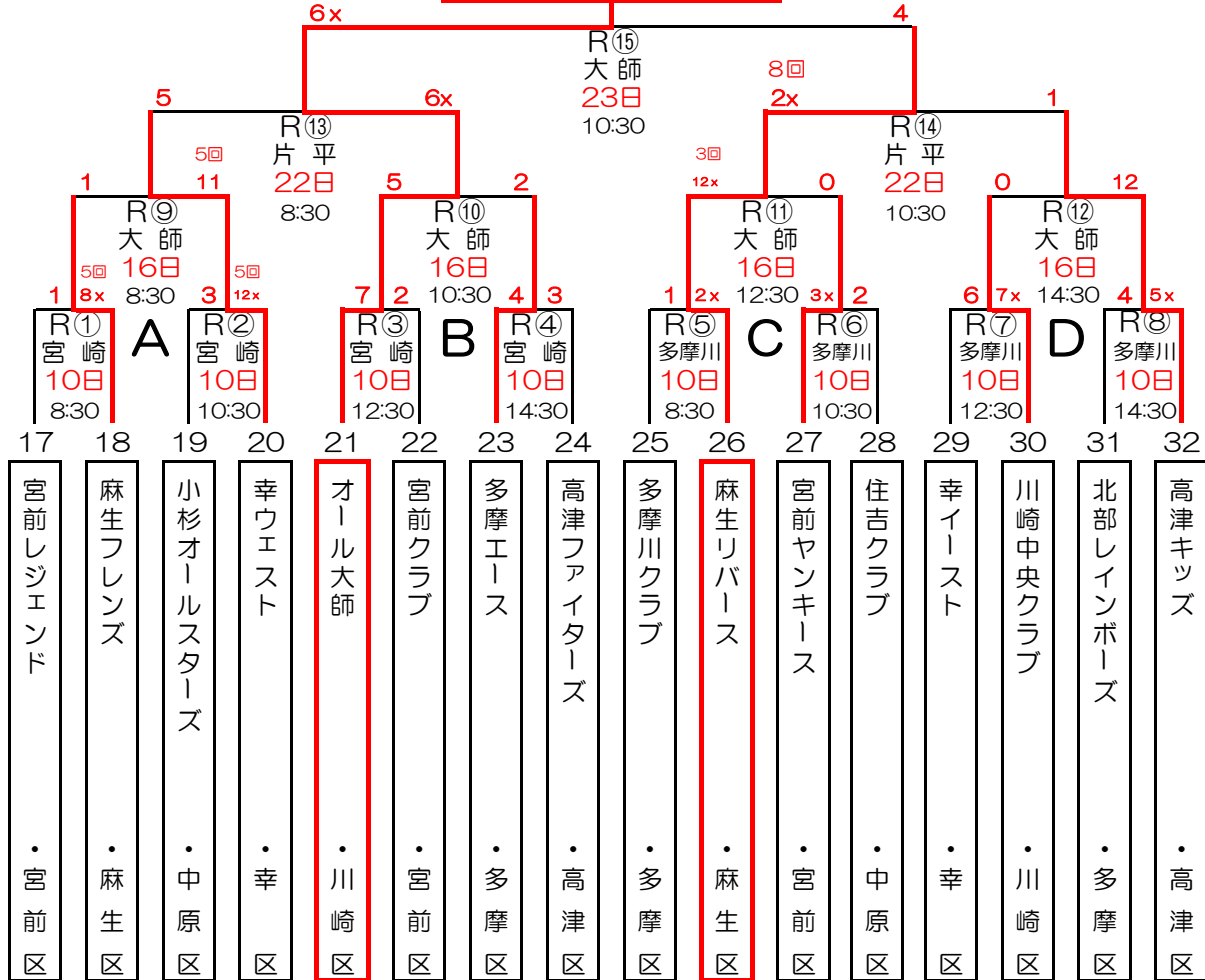 6x 4
R⑮
大師
23日
10:30
8回
5 6x 2x 1
R⑬
片平
22日
8:30
R⑭
片平
22日
10:30
5回
1 11
R⑨
大師
16日
8:30
5 2
R⑩
大師
16日
10:30
3回
12x 0
R⑪
大師
16日
12:30
0 12
R⑫
大師
16日
14:30
5回
1 8x
R①
宮崎
10日
8:30
A
5回
3 12x
R②
宮崎
10日
10:30
7 2
R③
宮崎
10日
12:30
B
4 3
R④
宮崎
10日
14:30
1 2x
R⑤
多摩川
10日
8:30
C
3x 2
R⑥
多摩川
10日
10:30
6 7x
R⑦
多摩川
10日
12:30
D
4 5x
R⑧
多摩川
10日
14:30
17 18 19 20 21 22 23 24 25 26 27 28 29 30 31 32
宮前レジェンド ・宮前区
麻生フレンズ ・麻生区
小杉オールスターズ ・中原区
幸ウェスト ・幸区
オール大師 ・川崎区
宮前クラブ ・宮前区
多摩エース ・多摩区
高津ファイターズ ・高津区
多摩川クラブ ・多摩区
麻生リバース ・麻生区
宮前ヤンキース ・宮前区
住吉クラブ ・中原区
幸イースト ・幸区
川崎中央クラブ ・川崎区
北部レインボーズ ・多摩区
高津キッズ ・高津区